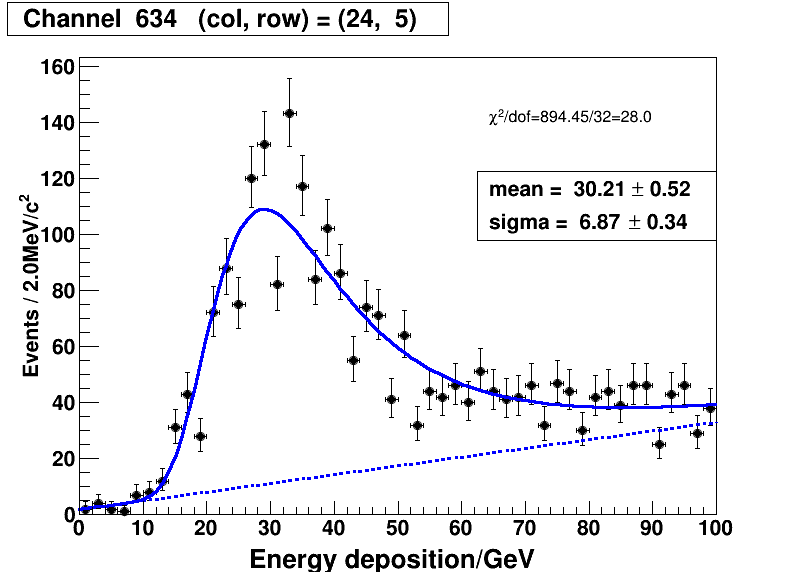 Channel 634 (col, row) = (24, 5)
160
140
120
100
80
60
40
20
0
Events / 2.0MeV/c²
χ²/dof=894.45/32=28.0
mean = 30.21 ± 0.52
sigma = 6.87 ± 0.34
0 10 20 30 40 50 60 70 80 90 100
Energy deposition/GeV